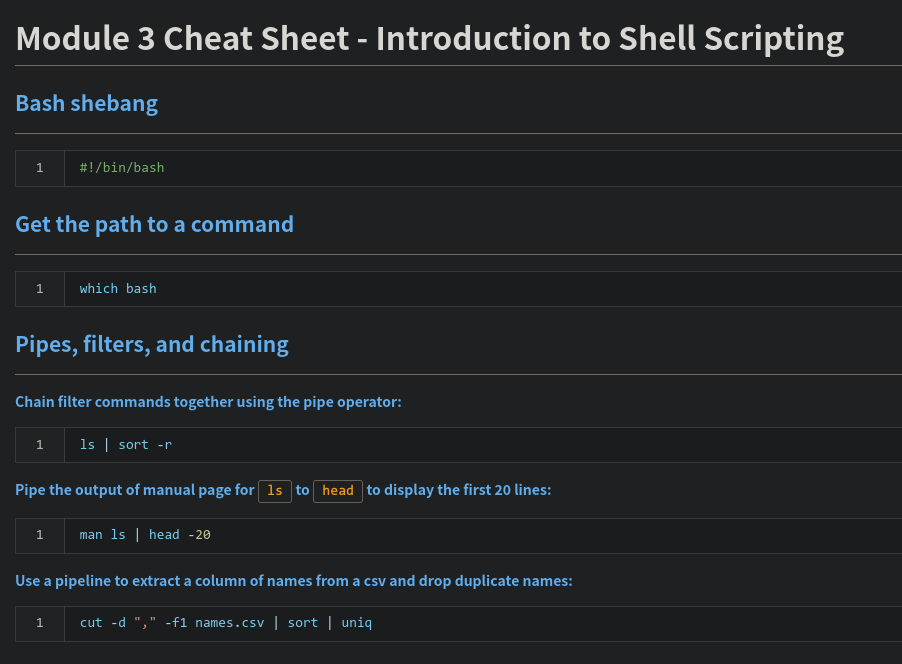 Module 3 Cheat Sheet - Introduction to Shell Scripting
Bash shebang
1 #!/bin/bash
Get the path to a command
1 which bash
Pipes, filters, and chaining
Chain filter commands together using the pipe operator:
1 ls | sort -r
Pipe the output of manual page for ls to head to display the first 20 lines:
1 man ls | head -20
Use a pipeline to extract a column of names from a csv and drop duplicate names:
1 cut -d "," -f1 names.csv | sort | uniq